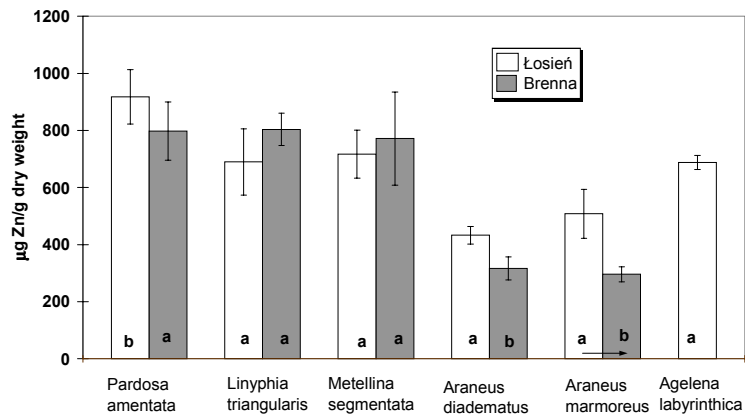 1200
1000
800
600
400
200
0
µg Zn/g dry weight
Łosień
Brenna
b a a a a a a b a b a
Pardosa amentata
Linyphia triangularis
Metellina segmentata
Araneus diadematus
Araneus marmoreus
Agelena labyrinthica